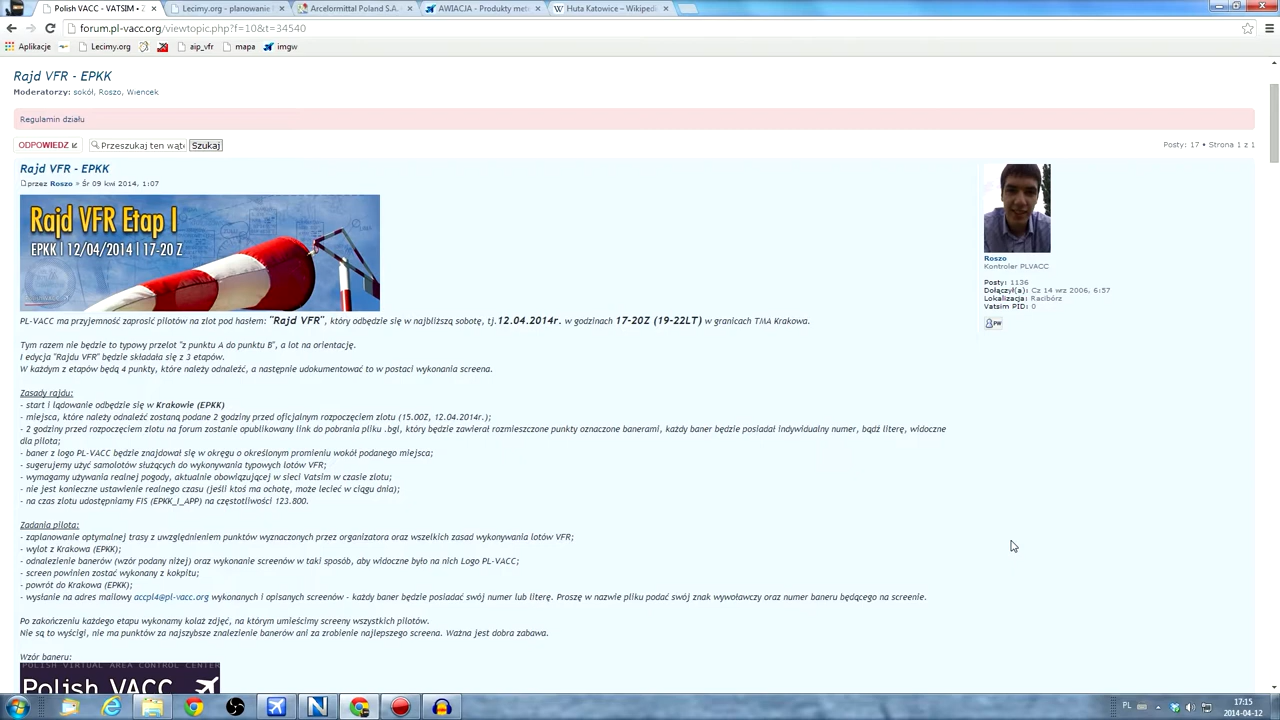 Polish VACC - VATSIM • Z
Lecimy.org - planowanie
Arcelormittal Poland S.A.
AWIACJA - Produkty met
Huta Katowice – Wikiped
forum.pl-vacc.org/viewtopic.php?f=10&t=34540
Aplikacje
Lecimy.org
aip_vfr
mapa
imgw
Rajd VFR - EPKK
Moderatorzy: sokół, Roszo, Wiencek
Regulamin działu
ODPOWIEDZ
Przeszukaj ten wąte
Szukaj
Posty: 17 • Strona 1 z 1
Rajd VFR - EPKK
przez Roszo » Śr 09 kwi 2014, 1:07
Rajd VFR Etap I
EPKK | 12/04/2014 | 17-20 Z
Roszo
Kontroler PLVACC
Posty: 1136
Dołączył(a): Cz 14 wrz 2006, 6:57
Lokalizacja: Racibórz
Vatsim PID: 0
PW
PL-VACC ma przyjemność zaprosić pilotów na zlot pod hasłem: "Rajd VFR", który odbędzie się w najbliższą sobotę, tj.12.04.2014r. w godzinach 17-20Z (19-22LT) w granicach TMA Krakowa.
Tym razem nie będzie to typowy przelot "z punktu A do punktu B", a lot na orientację.
I edycja "Rajdu VFR" będzie składała się z 3 etapów.
W każdym z etapów będą 4 punkty, które należy odnaleźć, a następnie udokumentować to w postaci wykonania screena.
Zasady rajdu:
- start i lądowanie odbędzie się w Krakowie (EPKK)
- miejsca, które należy odnaleźć zostaną podane 2 godziny przed oficjalnym rozpoczęciem zlotu (15.00Z, 12.04.2014r.);
- 2 godziny przed rozpoczęciem zlotu na forum zostanie opublikowany link do pobrania pliku .bgl, który będzie zawierał rozmieszczone punkty oznaczone banerami, każdy baner będzie posiadał indywidualny numer, bądź literę, widoczne
dla pilota;
- baner z logo PL-VACC będzie znajdował się w okręgu o określonym promieniu wokół podanego miejsca;
- sugerujemy użyć samolotów służących do wykonywania typowych lotów VFR;
- wymagamy używania realnej pogody, aktualnie obowiązującej w sieci Vatsim w czasie zlotu;
- nie jest konieczne ustawienie realnego czasu (jeśli ktoś ma ochotę, może lecieć w ciągu dnia);
- na czas zlotu udostępniamy FIS (EPKK_I_APP) na częstotliwości 123.800.
Zadania pilota:
- zaplanowanie optymalnej trasy z uwzględnieniem punktów wyznaczonych przez organizatora oraz wszelkich zasad wykonywania lotów VFR;
- wylot z Krakowa (EPKK);
- odnalezienie banerów (wzór podany niżej) oraz wykonanie screenów w taki sposób, aby widoczne było na nich Logo PL-VACC;
- screen powinien zostać wykonany z kokpitu;
- powrót do Krakowa (EPKK);
- wysłanie na adres mailowy accpl4@pl-vacc.org wykonanych i opisanych screenów - każdy baner będzie posiadać swój numer lub literę. Proszę w nazwie pliku podać swój znak wywoławczy oraz numer baneru będącego na screenie.
Po zakończeniu każdego etapu wykonamy kolaż zdjęć, na którym umieścimy screeny wszystkich pilotów.
Nie są to wyścigi, nie ma punktów za najszybsze znalezienie banerów ani za zrobienie najlepszego screena. Ważna jest dobra zabawa.
Wzór baneru:
POLISH VIRTUAL AREA CONTROL CENTER
Polish VACC
PL
17:15
2014-04-12